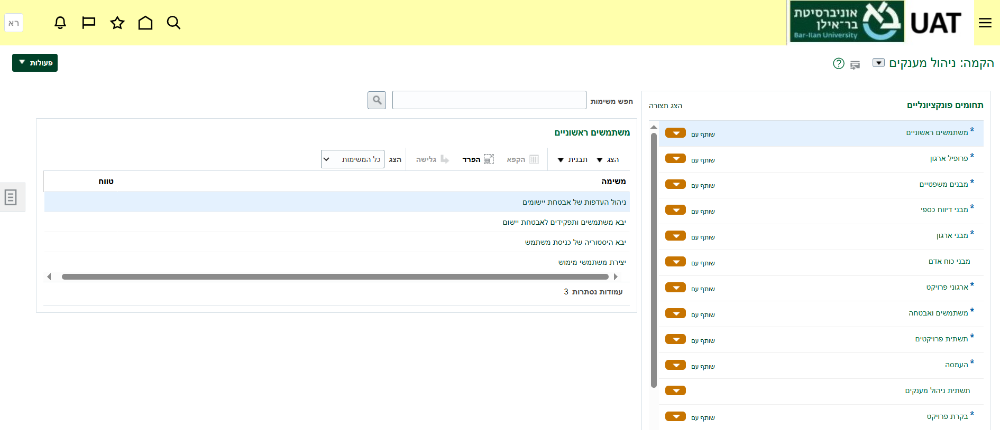 UAT
אוניברסיטת
בר־אילן
Bar-Ilan University
רא
הקמה: ניהול מענקים
פעולות
תחומים פונקציונליים
הצג תצורה
* משתמשים ראשוניים שותף עם
* פרופיל ארגון שותף עם
* מבנים משפטיים שותף עם
* מבני דיווח כספי שותף עם
* מבני ארגון שותף עם
מבני כוח אדם שותף עם
* ארגוני פרויקט שותף עם
* משתמשים ואבטחה שותף עם
* תשתית פרויקטים שותף עם
* העמסה שותף עם
תשתית ניהול מענקים
* בקרת פרויקט שותף עם
חפש משימות
משתמשים ראשוניים
הצג תבנית הקפא הפרד גלישה הצג כל המשימות
משימה טווח
ניהול העדפות של אבטחת יישומים
יבא משתמשים ותפקידים לאבטחת יישום
יבא היסטוריה של כניסת משתמש
יצירת משתמשי מימוש
עמודות נסתרות 3